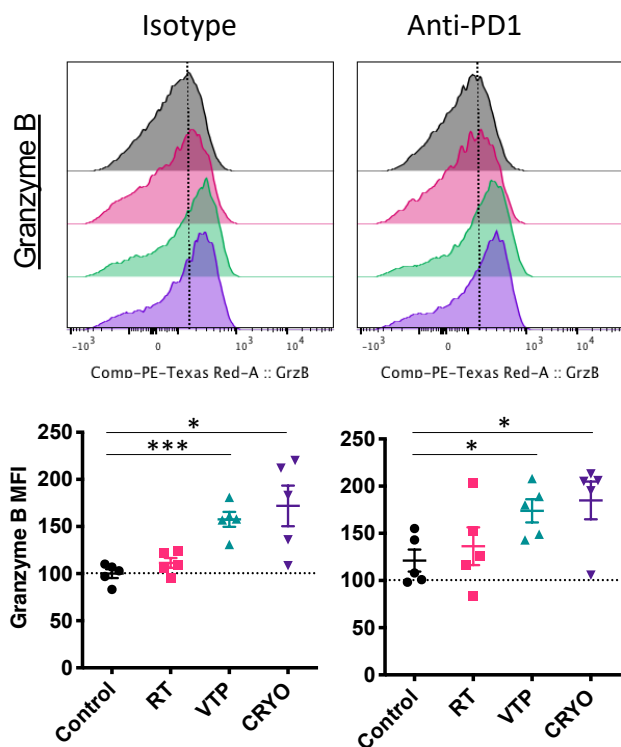 Isotype Anti-PD1
Granzyme B
-10³ 0 10³ 10⁴ -10³ 0 10³ 10⁴
Comp-PE-Texas Red-A :: GrzB Comp-PE-Texas Red-A :: GrzB
Granzyme B MFI
250
200
150
100
50
0
*
***
Control RT VTP CRYO
250
200
150
100
50
0
*
*
Control RT VTP CRYO